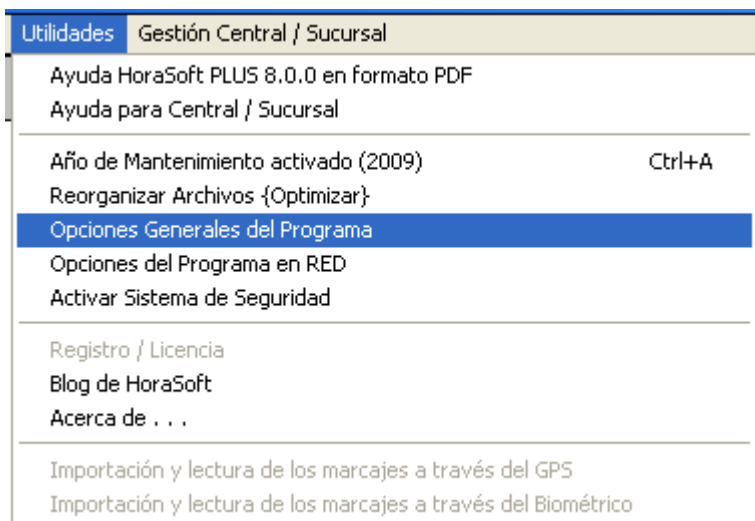 Utilidades Gestión Central / Sucursal
Ayuda HoraSoft PLUS 8.0.0 en formato PDF
Ayuda para Central / Sucursal
Año de Mantenimiento activado (2009) Ctrl+A
Reorganizar Archivos {Optimizar}
Opciones Generales del Programa
Opciones del Programa en RED
Activar Sistema de Seguridad
Registro / Licencia
Blog de HoraSoft
Acerca de . . .
Importación y lectura de los marcajes a través del GPS
Importación y lectura de los marcajes a través del Biométrico